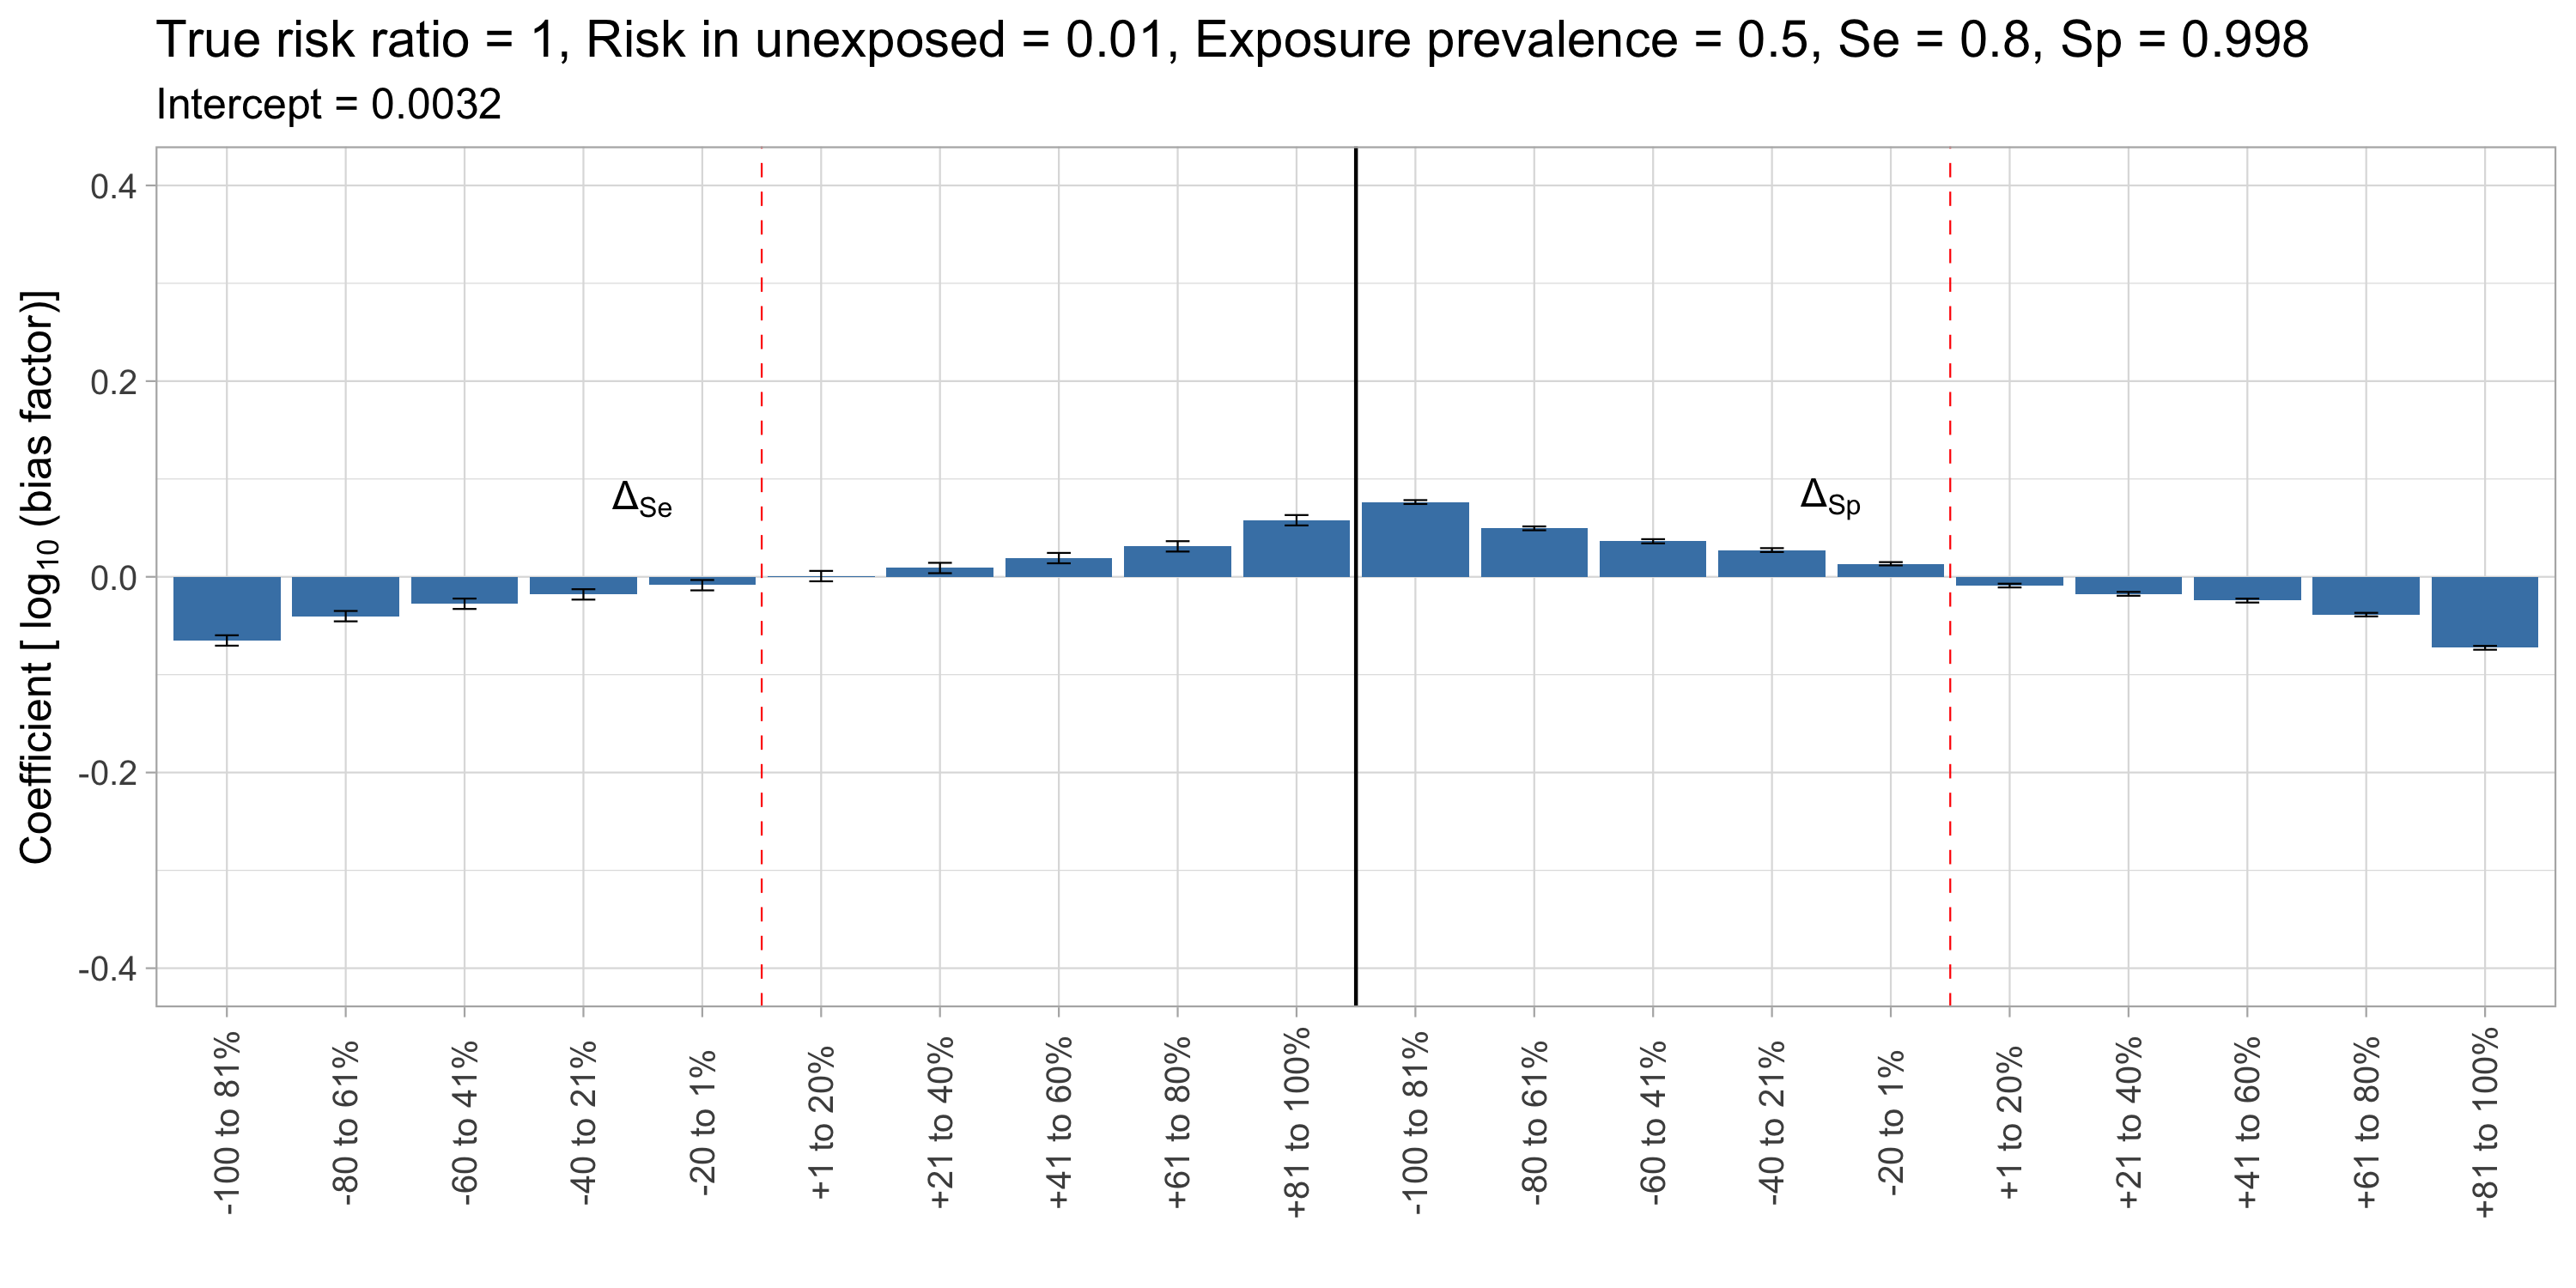 True risk ratio = 1, Risk in unexposed = 0.01, Exposure prevalence = 0.5, Se = 0.8, Sp = 0.998
Intercept = 0.0032
Coefficient [ log10 (bias factor)]
0.4
0.2
0.0
-0.2
-0.4
ΔSe
ΔSp
-100 to 81%
-80 to 61%
-60 to 41%
-40 to 21%
-20 to 1%
+1 to 20%
+21 to 40%
+41 to 60%
+61 to 80%
+81 to 100%
-100 to 81%
-80 to 61%
-60 to 41%
-40 to 21%
-20 to 1%
+1 to 20%
+21 to 40%
+41 to 60%
+61 to 80%
+81 to 100%